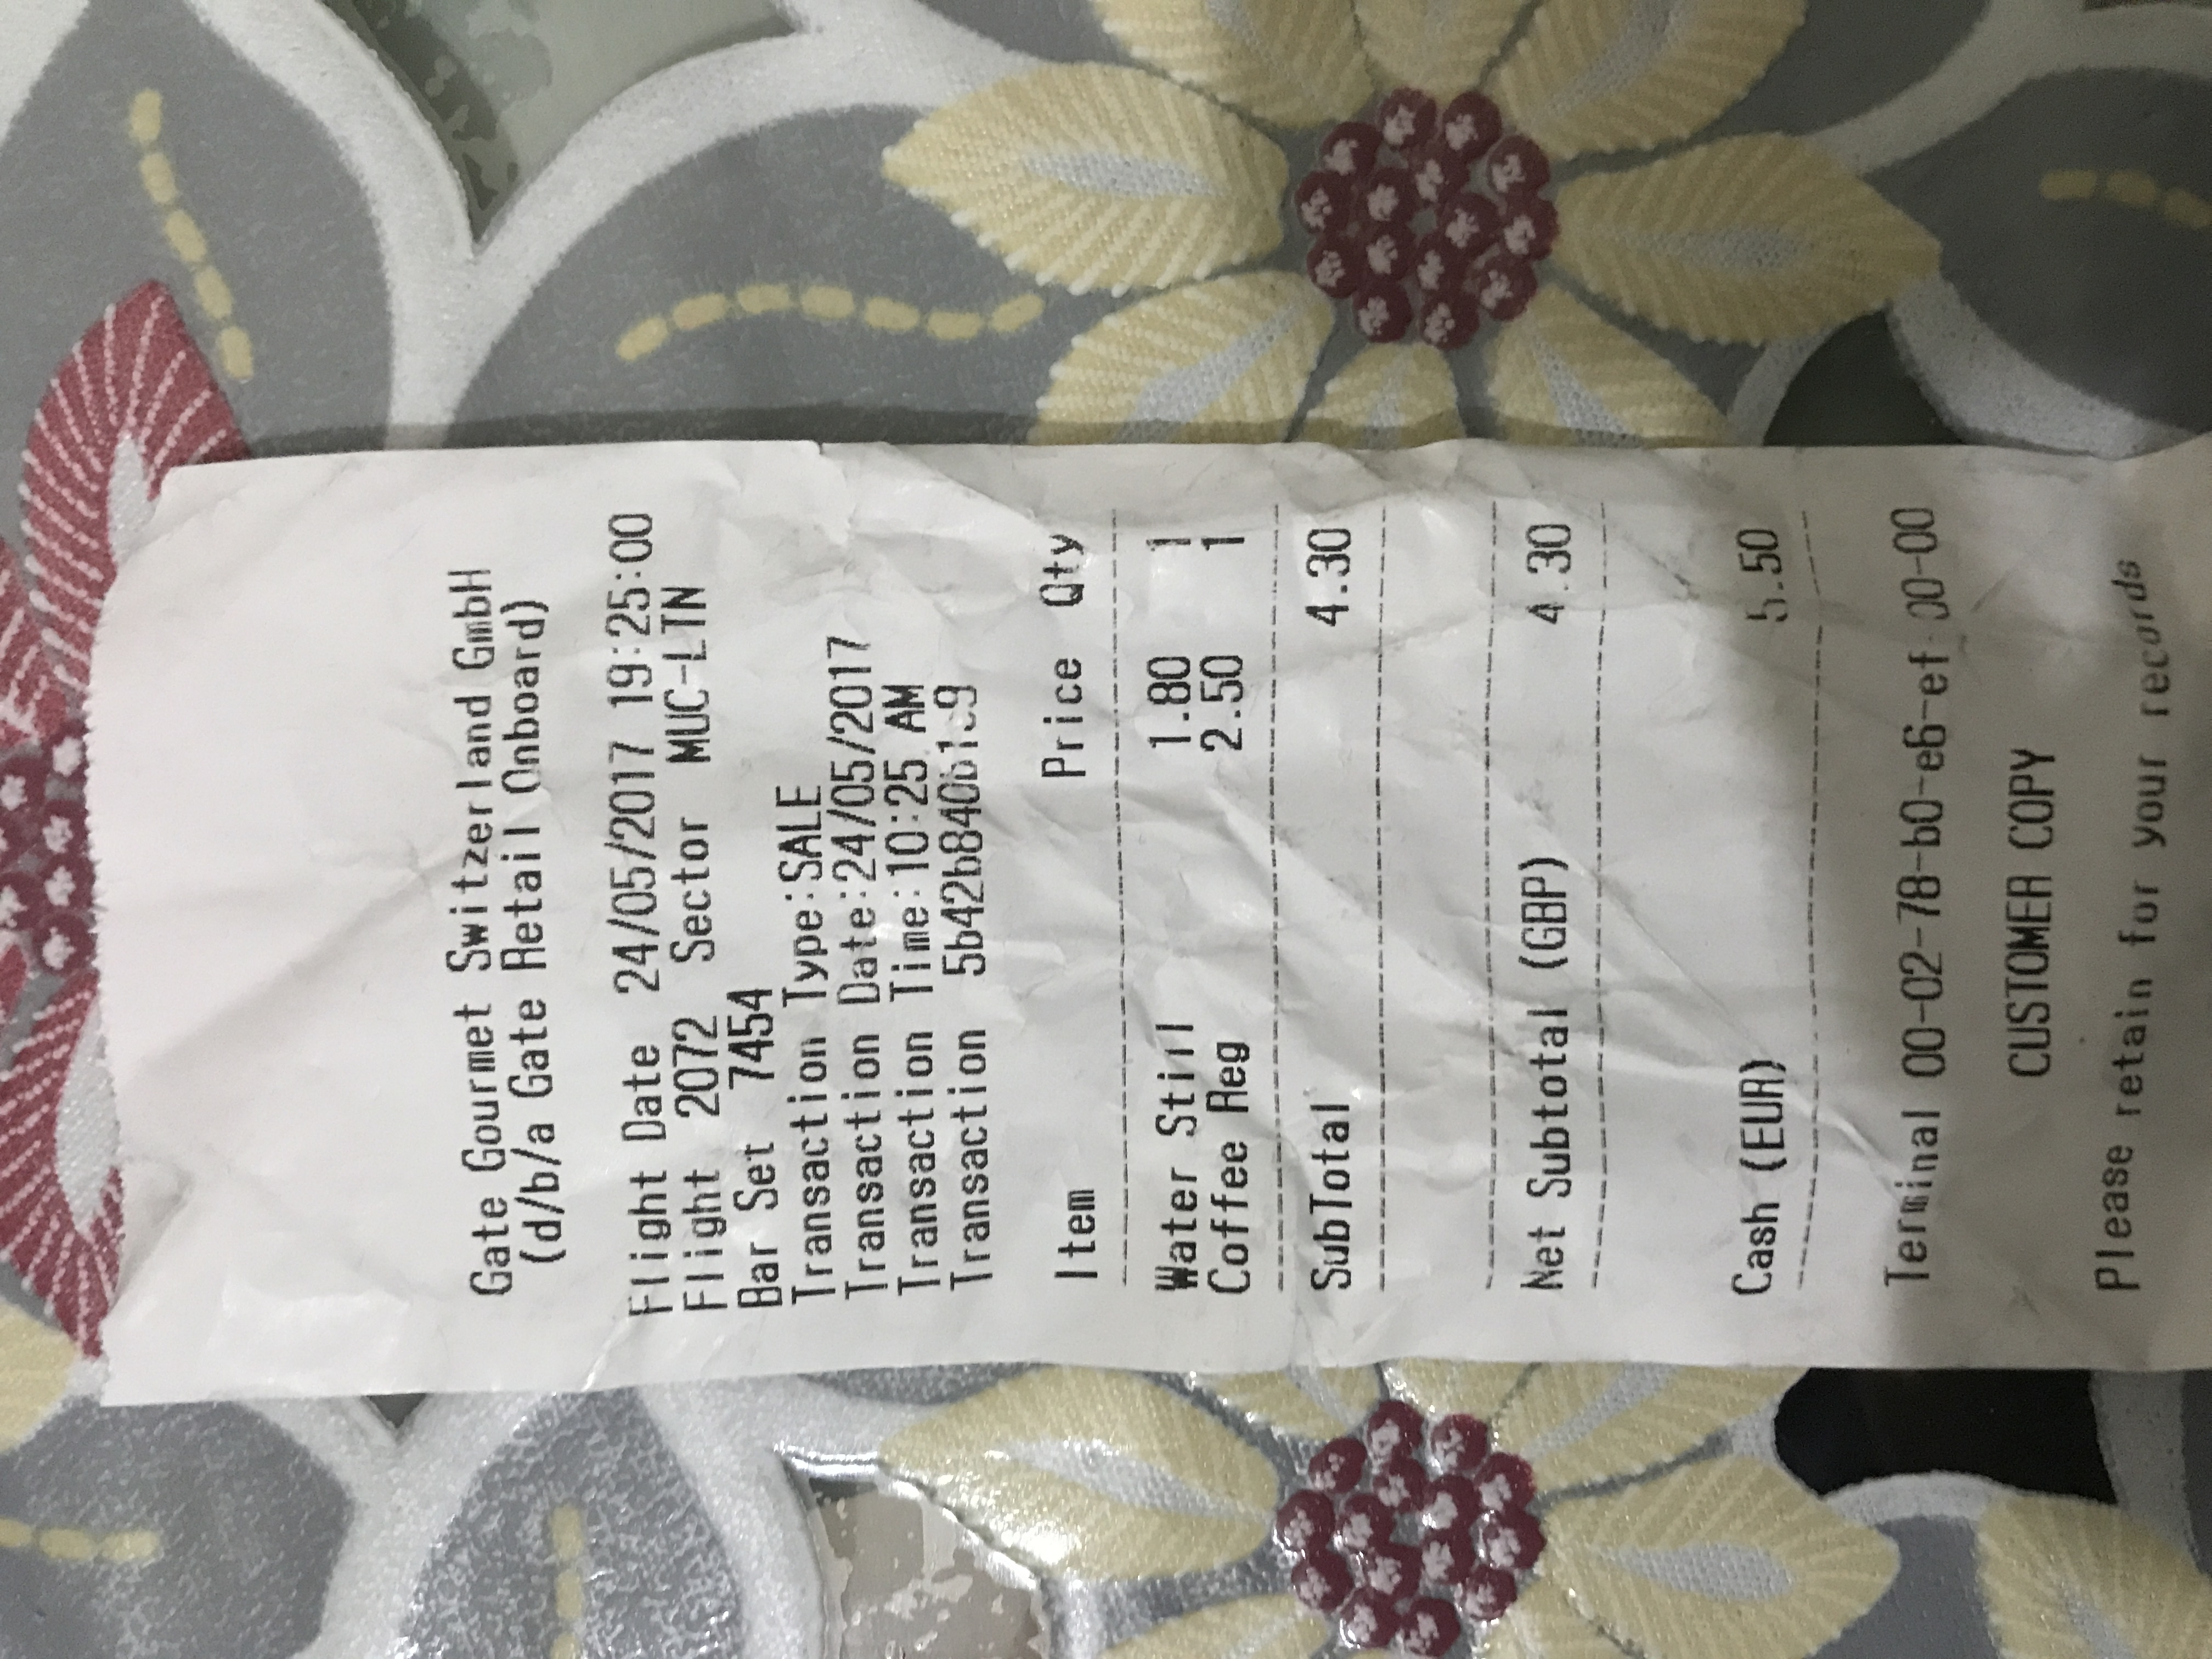 Gate Gourmet Switzerland GmbH
(d/b/a Gate Retail Onboard)
Flight Date 24/05/2017 19:25:00
Flight 2072 Sector MUC-LTN
Bar Set 7454
Transaction Type:SALE
Transaction Date:24/05/2017
Transaction Time:10:25 AM
Transaction
Item Price Qty
Water Still 1.80 1
Coffee Reg 2.50 1
SubTotal 4.30
Net Subtotal (GBP) 4.30
Cash (EUR) 5.50
Terminal 00-02-78-b0-e6-ef-00-00
CUSTOMER COPY
Please retain for your records